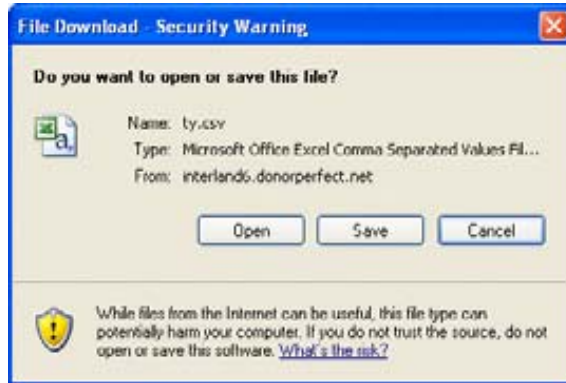 File Download - Security Warning
Do you want to open or save this file?
Name: ty.csv
Type: Microsoft Office Excel Comma Separated Values Fil...
From: interland6.donorperfect.net
Open Save Cancel
While files from the Internet can be useful, this file type can
potentially harm your computer. If you do not trust the source, do not
open or save this software. What's the risk?